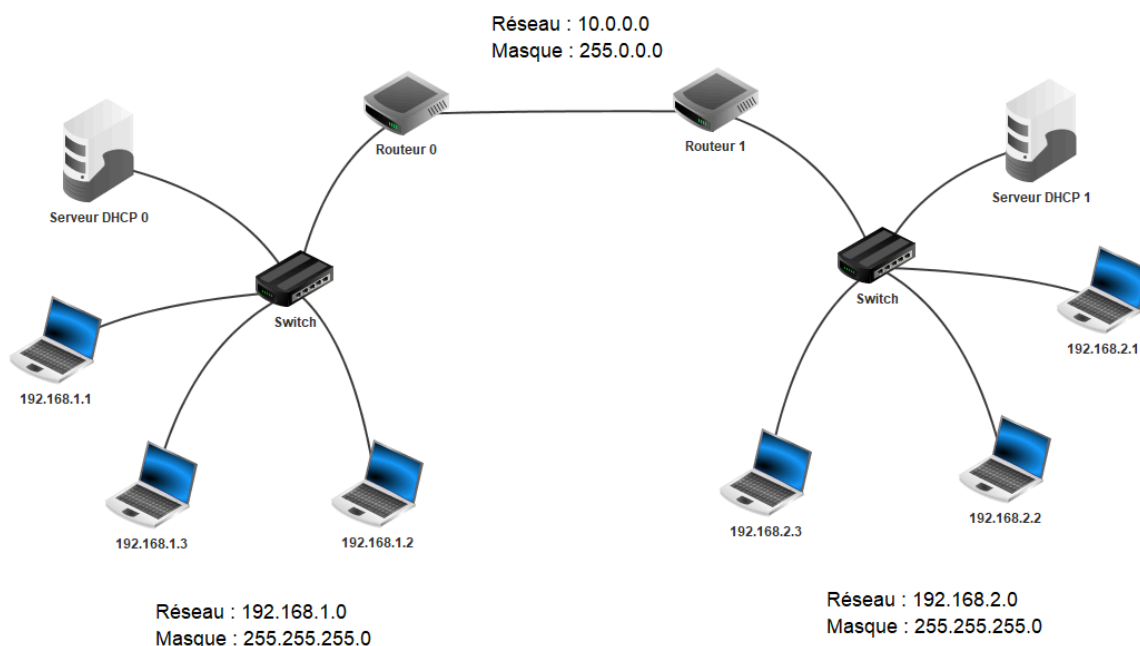 Réseau : 10.0.0.0
Masque : 255.0.0.0
Routeur 0
Routeur 1
Serveur DHCP 0
Serveur DHCP 1
Switch
Switch
192.168.1.1
192.168.2.1
192.168.1.3
192.168.1.2
192.168.2.3
192.168.2.2
Réseau : 192.168.1.0
Masque : 255.255.255.0
Réseau : 192.168.2.0
Masque : 255.255.255.0